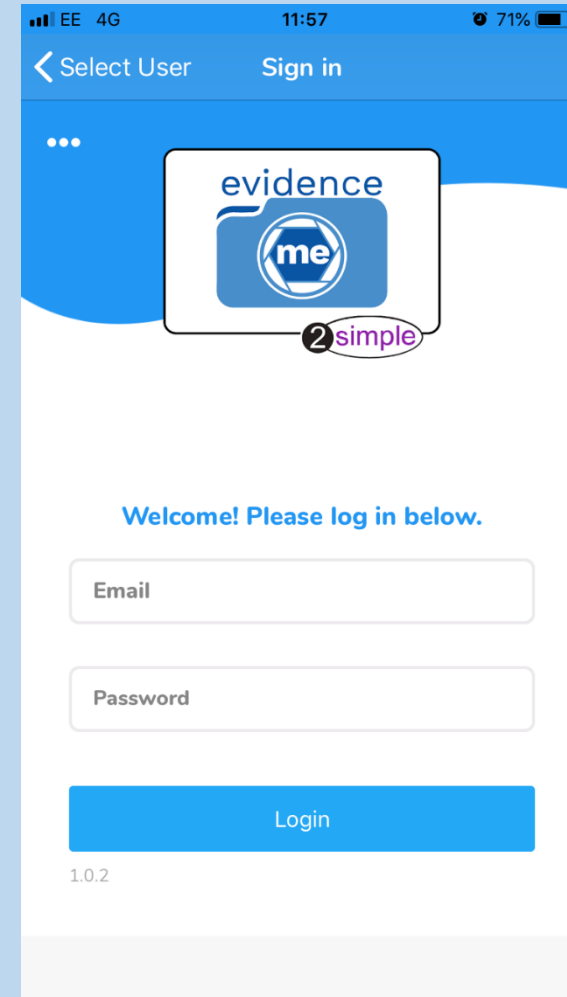 EE 4G 11:57 71%
Select User Sign in
evidence
me
2simple
Welcome! Please log in below.
Email
Password
Login
1.0.2